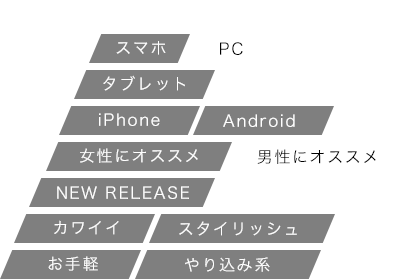 スマホ PC
タブレット
iPhone Android
女性にオススメ 男性にオススメ
NEW RELEASE
カワイイ スタイリッシュ
お手軽 やり込み系